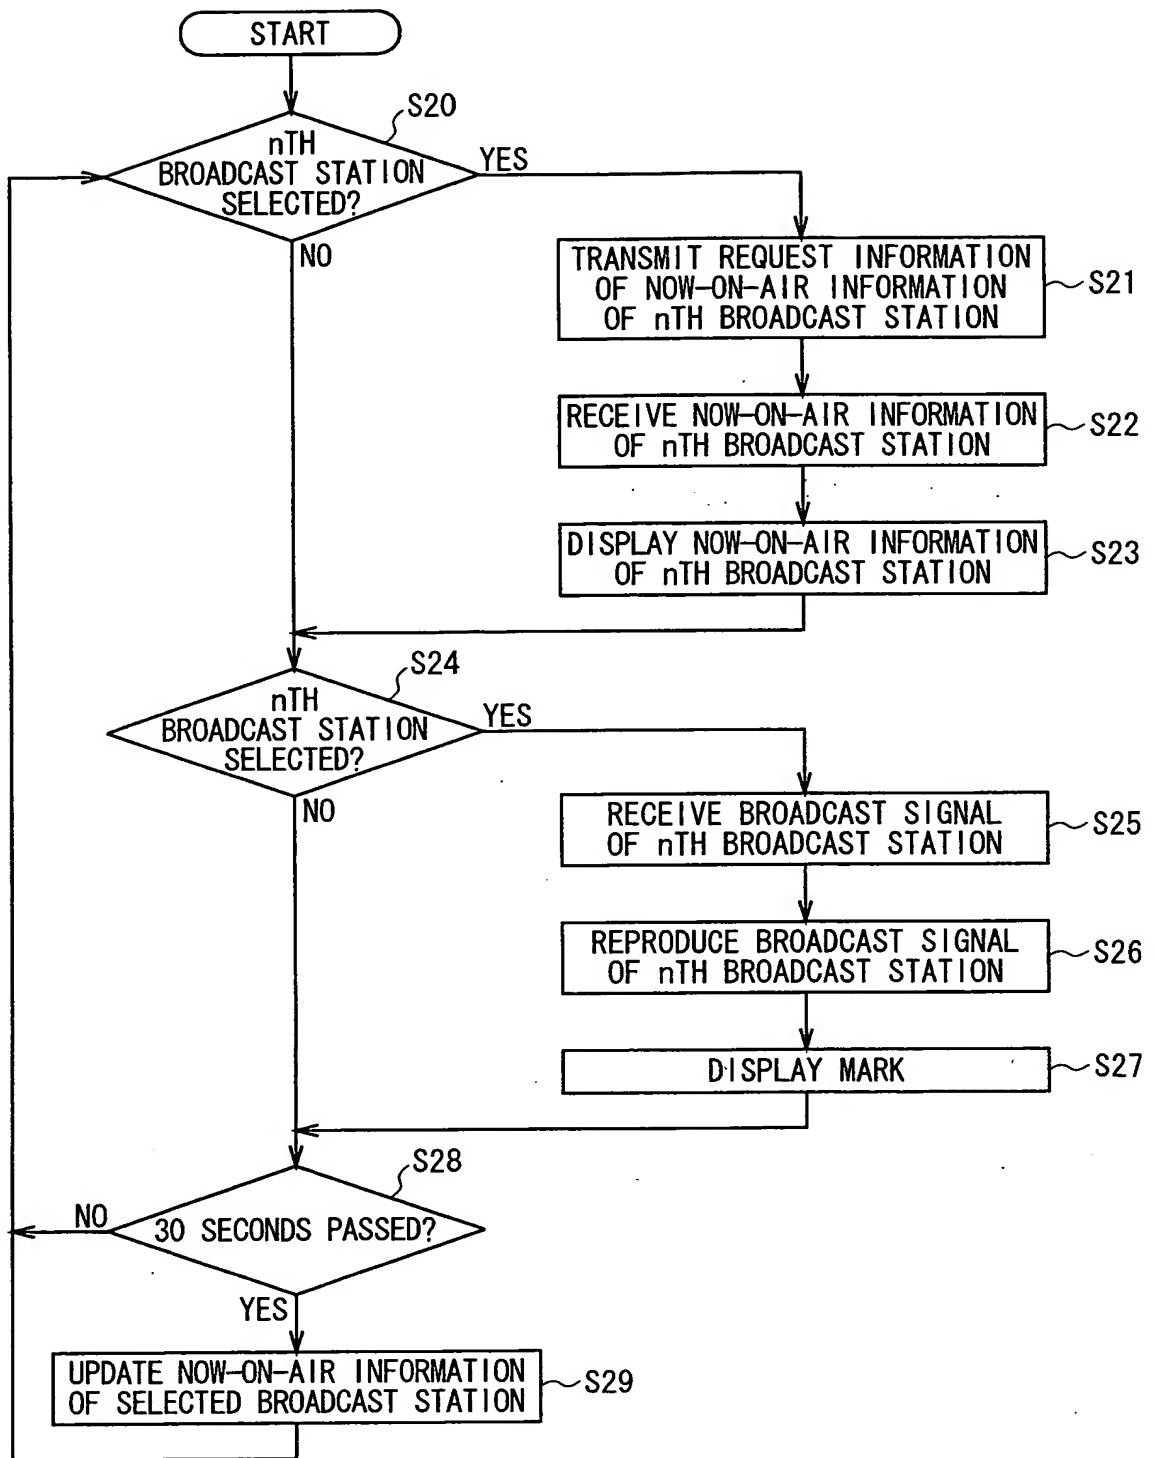 START
S20
nTH
BROADCAST STATION
SELECTED?
YES
NO
TRANSMIT REQUEST INFORMATION
OF NOW-ON-AIR INFORMATION
OF nTH BROADCAST STATION
S21
RECEIVE NOW-ON-AIR INFORMATION
OF nTH BROADCAST STATION
S22
DISPLAY NOW-ON-AIR INFORMATION
OF nTH BROADCAST STATION
S23
S24
nTH
BROADCAST STATION
SELECTED?
YES
NO
RECEIVE BROADCAST SIGNAL
OF nTH BROADCAST STATION
S25
REPRODUCE BROADCAST SIGNAL
OF nTH BROADCAST STATION
S26
DISPLAY MARK
S27
S28
30 SECONDS PASSED?
NO
YES
UPDATE NOW-ON-AIR INFORMATION
OF SELECTED BROADCAST STATION
S29